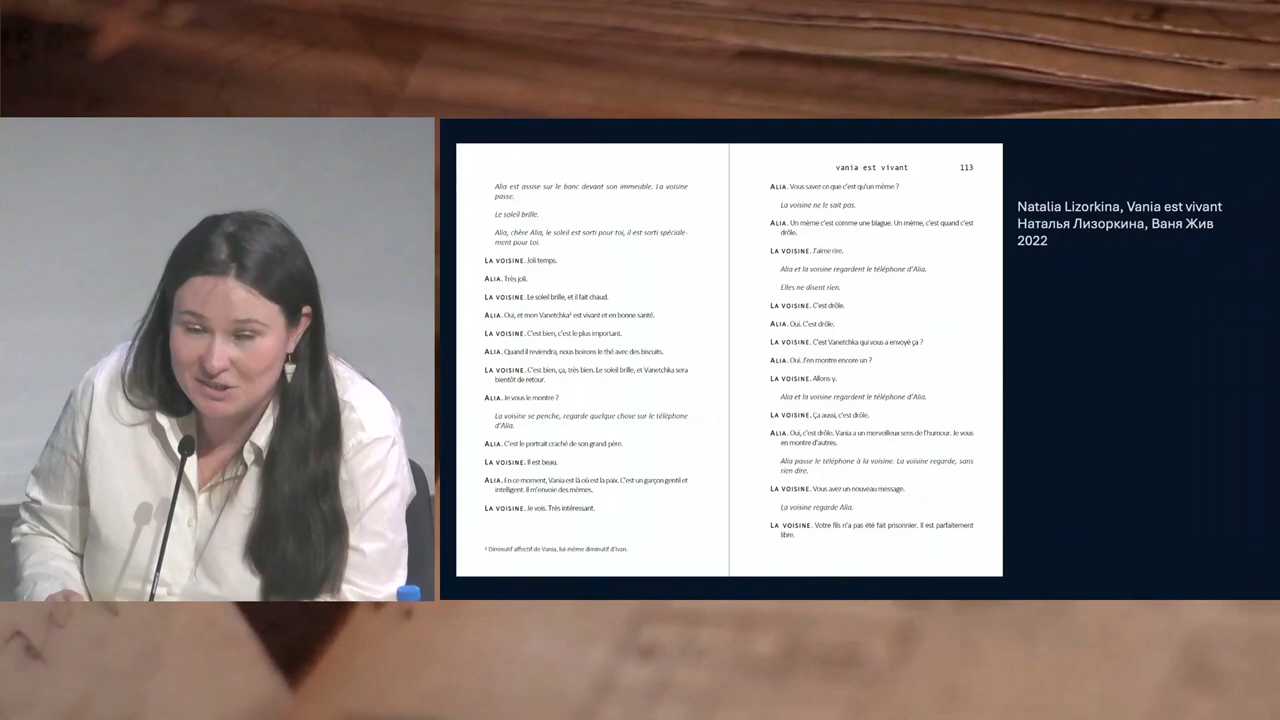 Alia est assise sur le banc devant son immeuble. La voisine
passe.
Le soleil brille.
Alia, chère Alia, le soleil est sorti pour toi, il est sorti spéciale-
ment pour toi.
LA VOISINE. Joli temps.
ALIA. Très joli.
LA VOISINE. Le soleil brille, et il fait chaud.
ALIA. Oui, et mon Vanetchka¹ est vivant et en bonne santé.
LA VOISINE. C'est bien, c'est le plus important.
ALIA. Quand il reviendra, nous boirons le thé avec des biscuits.
LA VOISINE. C'est bien, ça, très bien. Le soleil brille, et Vanetchka sera
bientôt de retour.
ALIA. Je vous le montre ?
La voisine se penche, regarde quelque chose sur le téléphone
d'Alia.
ALIA. C'est le portrait craché de son grand-père.
LA VOISINE. Il est beau.
ALIA. En ce moment, Vania est là où est la paix. C'est un garçon gentil et
intelligent. Il m'envoie des mèmes.
LA VOISINE. Je vois. Très intéressant.
¹ Diminutif affectif de Vania, lui-même diminutif d'Ivan.
vania est vivant 113
ALIA. Vous savez ce que c'est qu'un mème ?
La voisine ne le sait pas.
ALIA. Un mème c'est comme une blague. Un mème, c'est quand c'est
drôle.
LA VOISINE. J'aime rire.
Alia et la voisine regardent le téléphone d'Alia.
Elles ne disent rien.
LA VOISINE. C'est drôle.
ALIA. Oui. C'est drôle.
LA VOISINE. C'est Vanetchka qui vous a envoyé ça ?
ALIA. Oui. J'en montre encore un ?
LA VOISINE. Allons-y.
Alia et la voisine regardent le téléphone d'Alia.
LA VOISINE. Ça aussi, c'est drôle.
ALIA. Oui, c'est drôle. Vania a un merveilleux sens de l'humour. Je vous
en montre d'autres.
Alia passe le téléphone à la voisine. La voisine regarde, sans
rien dire.
LA VOISINE. Vous avez un nouveau message.
La voisine regarde Alia.
LA VOISINE. Votre fils n'a pas été fait prisonnier. Il est parfaitement
libre.
Natalia Lizorkina, Vania est vivant
Наталья Лизоркина, Ваня Жив
2022